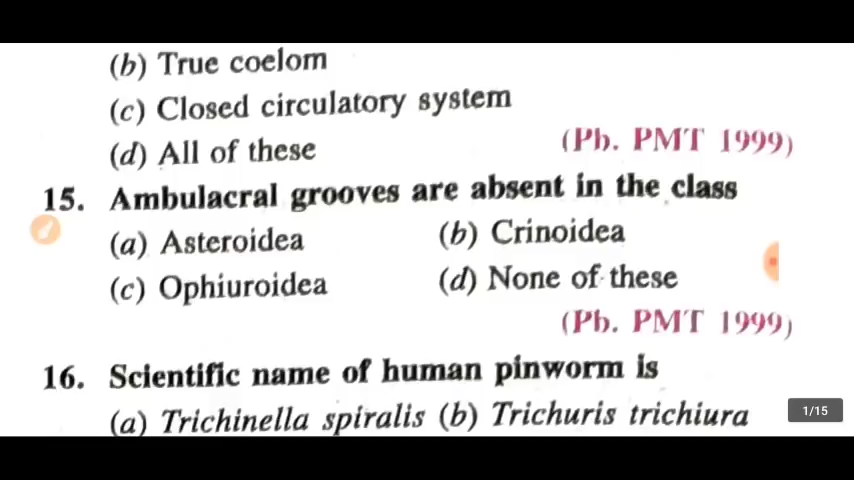 (b) True coelom
(c) Closed circulatory system
(d) All of these (Pb. PMT 1999)
15. Ambulacral grooves are absent in the class
(a) Asteroidea (b) Crinoidea
(c) Ophiuroidea (d) None of these
(Pb. PMT 1999)
16. Scientific name of human pinworm is
(a) Trichinella spiralis (b) Trichuris trichiura
1/15